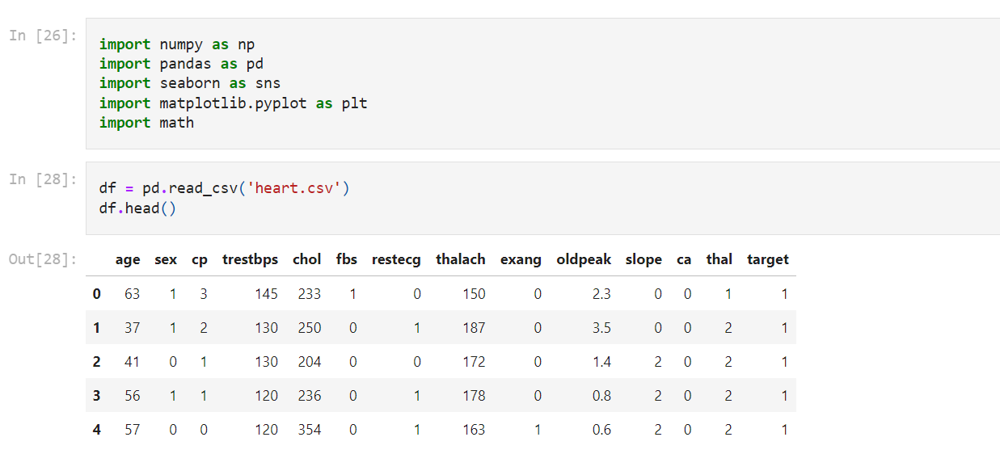 In [26]:
import numpy as np
import pandas as pd
import seaborn as sns
import matplotlib.pyplot as plt
import math
In [28]:
df = pd.read_csv('heart.csv')
df.head()
Out[28]:
age sex cp trestbps chol fbs restecg thalach exang oldpeak slope ca thal target
0 63 1 3 145 233 1 0 150 0 2.3 0 0 1 1
1 37 1 2 130 250 0 1 187 0 3.5 0 0 2 1
2 41 0 1 130 204 0 0 172 0 1.4 2 0 2 1
3 56 1 1 120 236 0 1 178 0 0.8 2 0 2 1
4 57 0 0 120 354 0 1 163 1 0.6 2 0 2 1